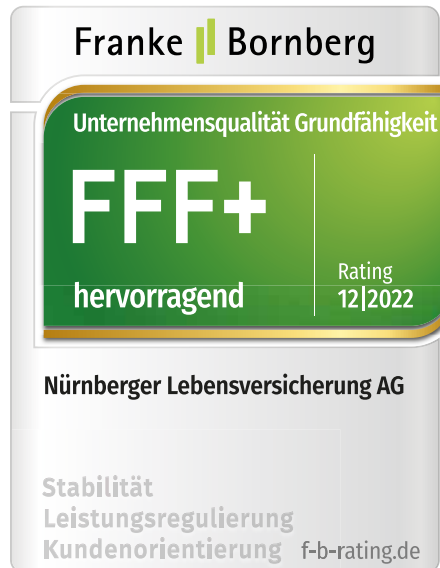 Franke Bornberg
Unternehmensqualität Grundfähigkeit
FFF+
hervorragend
Rating
12|2022
Nürnberger Lebensversicherung AG
Stabilität
Leistungsregulierung
Kundenorientierung
f-b-rating.de